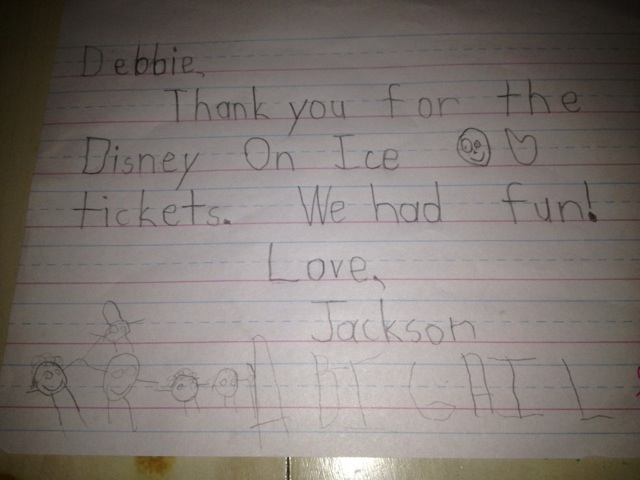 Debbie,
Thank you for the
Disney On Ice
tickets. We had fun!
Love,
Jackson
ABIGAIL